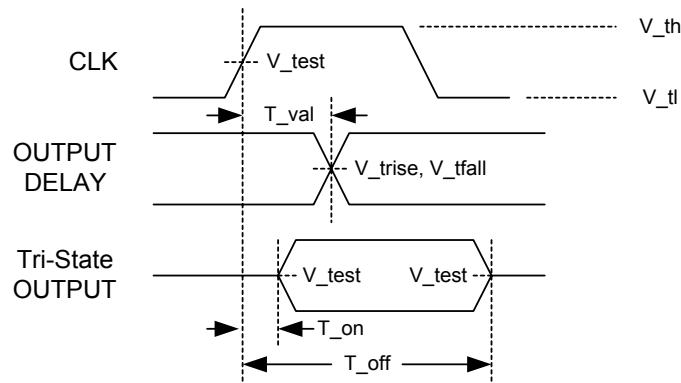 V_th
CLK
V_test
V_tl
T_val
OUTPUT
DELAY
V_trise, V_tfall
Tri-State
OUTPUT
V_test
V_test
T_on
T_off